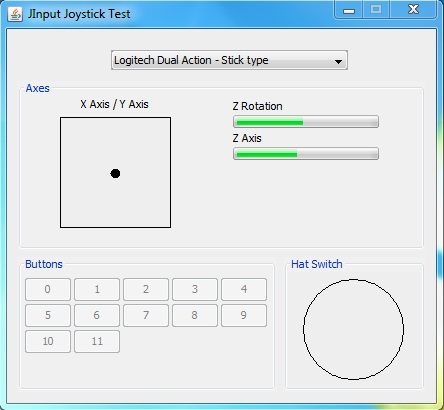 JInput Joystick Test
Logitech Dual Action - Stick type
Axes
X Axis / Y Axis
Z Rotation
Z Axis
Buttons
0 1 2 3 4
5 6 7 8 9
10 11
Hat Switch